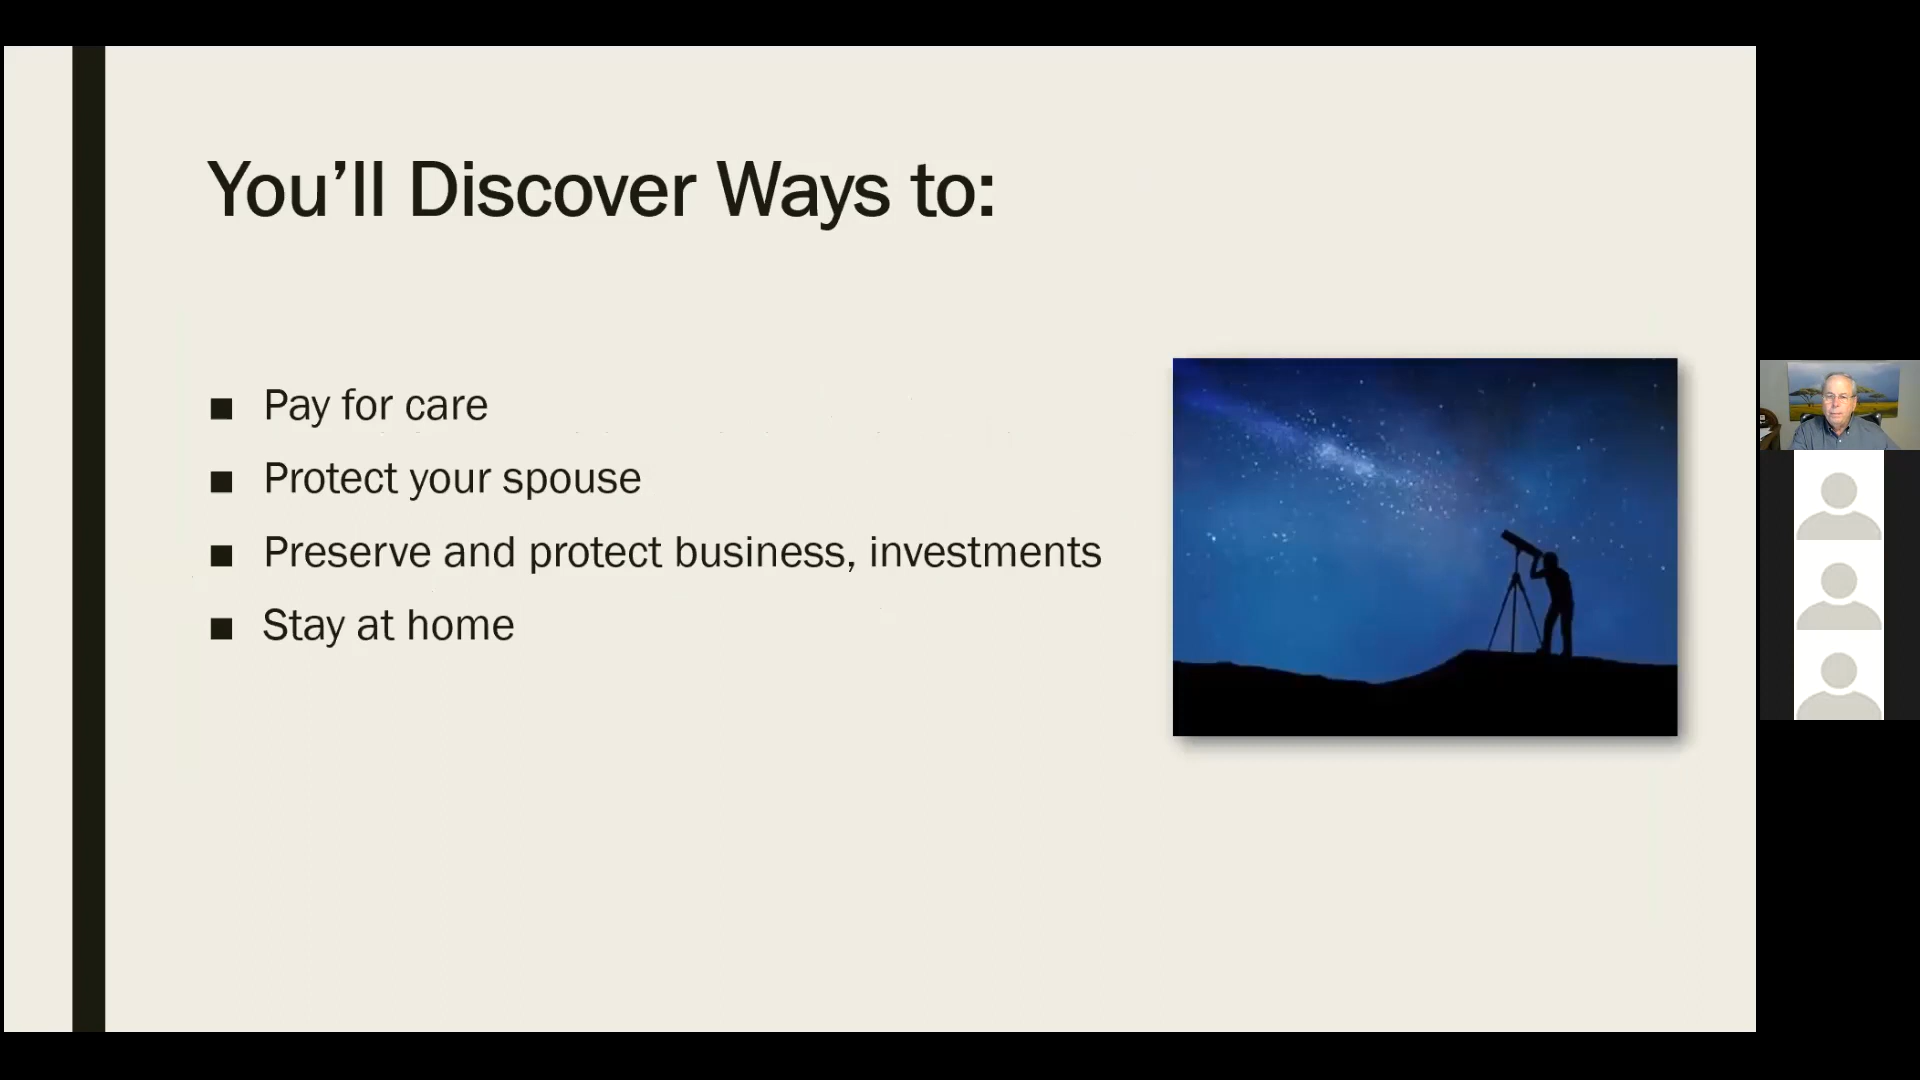 You’ll Discover Ways to:
■ Pay for care
■ Protect your spouse
■ Preserve and protect business, investments
■ Stay at home